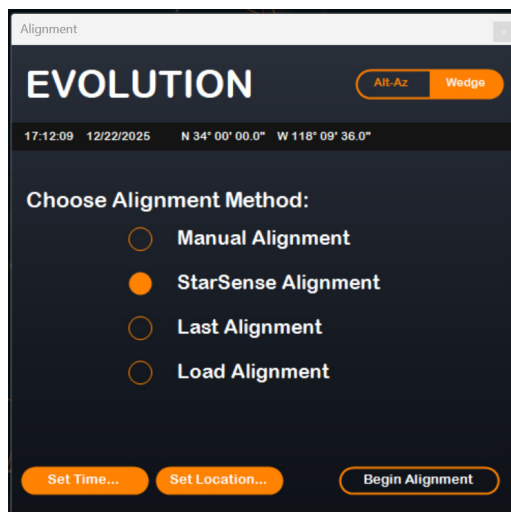 Alignment
EVOLUTION
Alt-Az Wedge
17:12:09 12/22/2025 N 34° 00' 00.0" W 118° 09' 36.0"
Choose Alignment Method:
Manual Alignment
StarSense Alignment
Last Alignment
Load Alignment
Set Time... Set Location... Begin Alignment